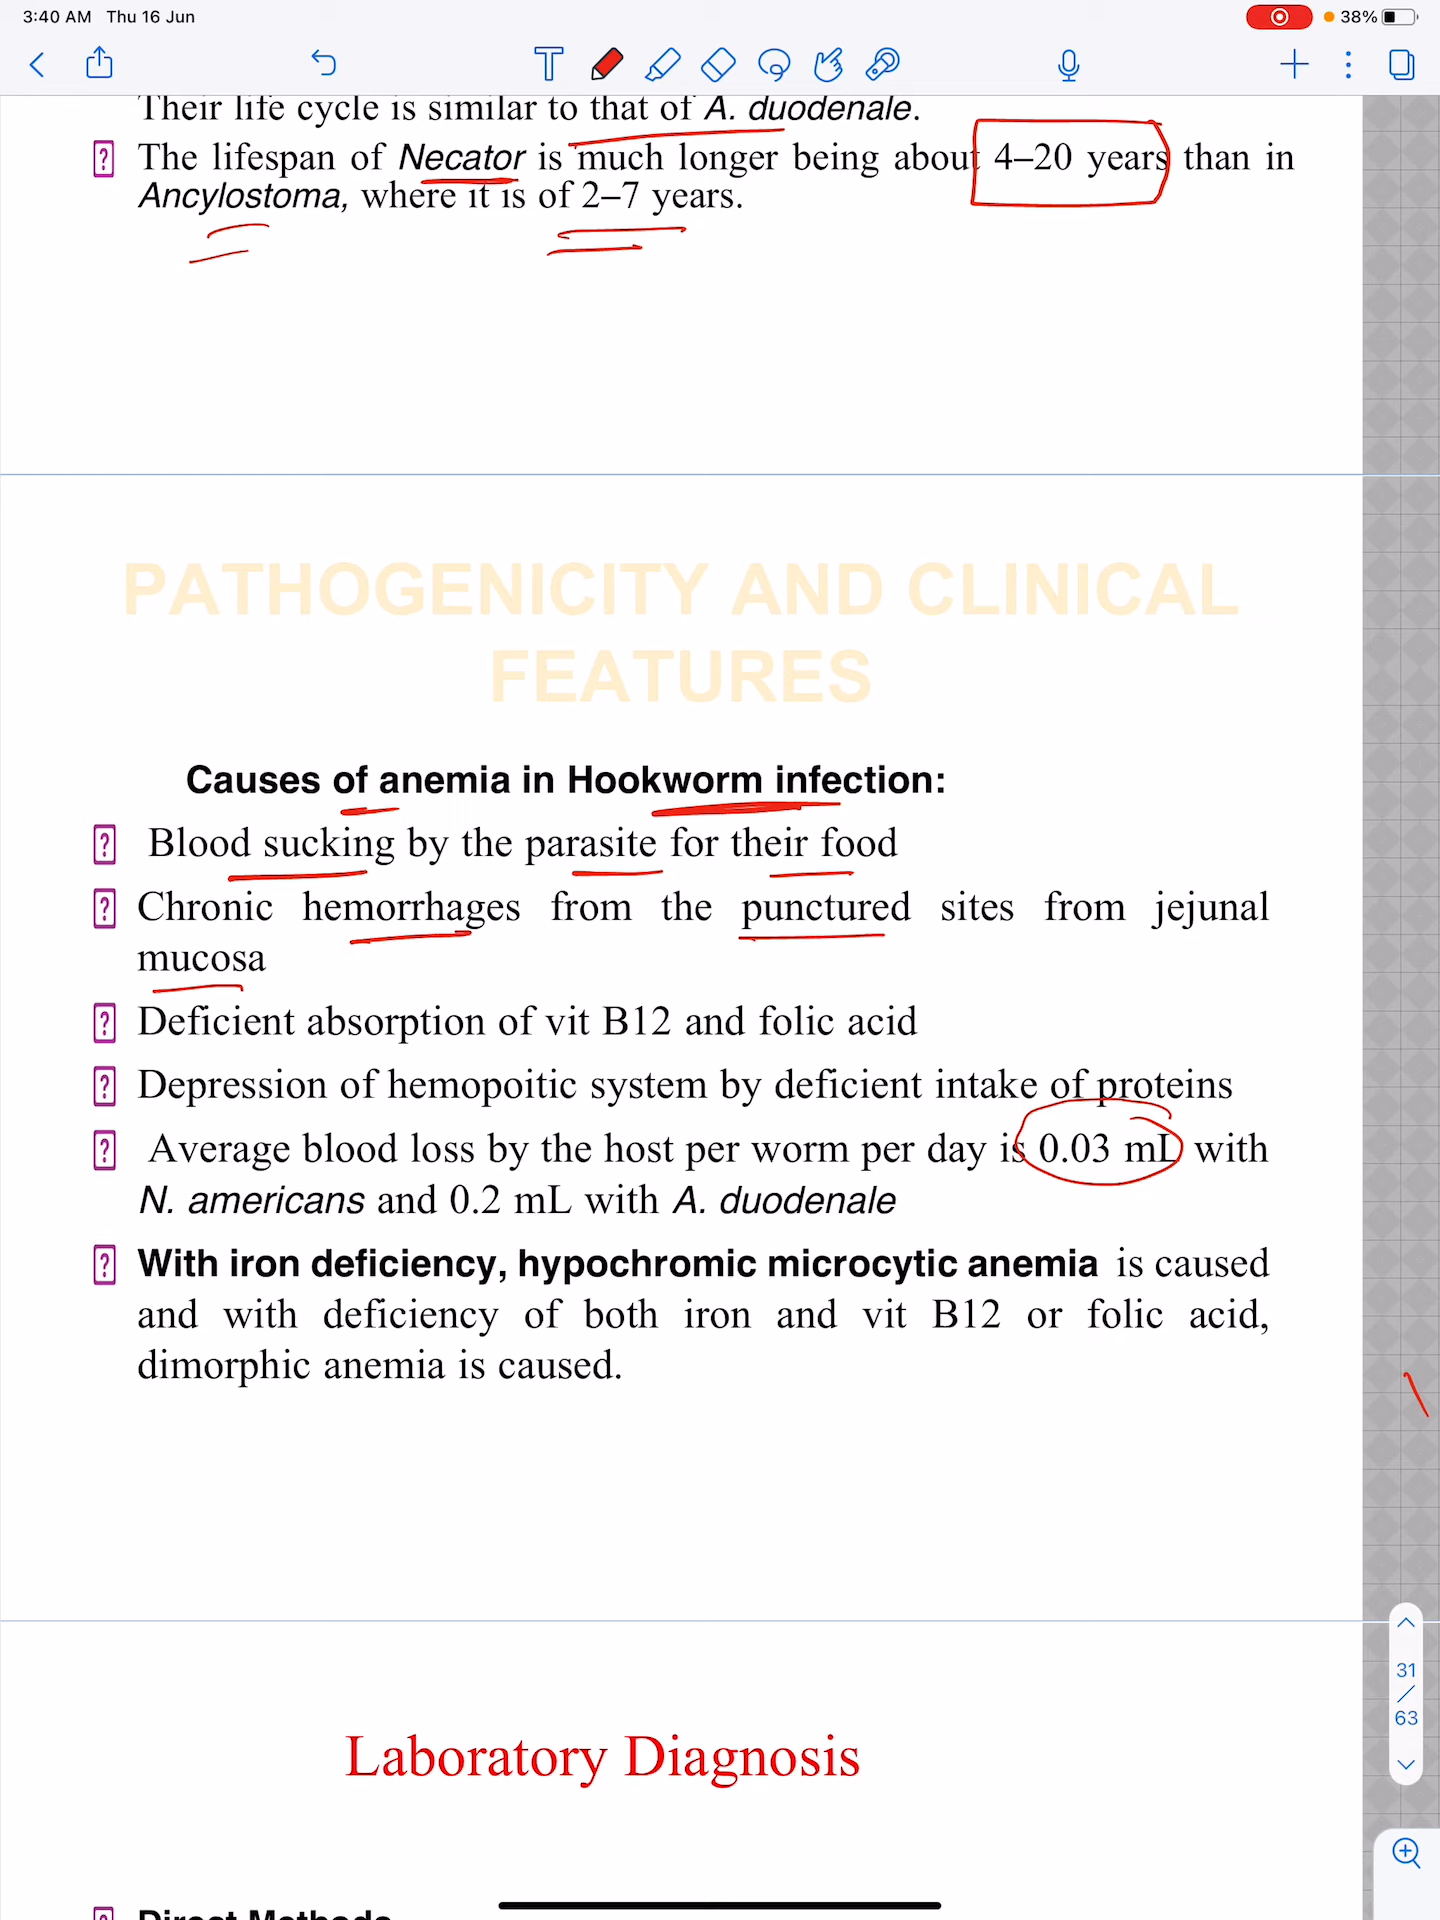 3:40 AM Thu 16 Jun
38%
Their life cycle is similar to that of A. duodenale.
The lifespan of Necator is much longer being about 4–20 years than in
Ancylostoma, where it is of 2–7 years.
PATHOGENICITY AND CLINICAL
FEATURES
Causes of anemia in Hookworm infection:
Blood sucking by the parasite for their food
Chronic hemorrhages from the punctured sites from jejunal
mucosa
Deficient absorption of vit B12 and folic acid
Depression of hemopoitic system by deficient intake of proteins
Average blood loss by the host per worm per day is 0.03 mL with
N. americans and 0.2 mL with A. duodenale
With iron deficiency, hypochromic microcytic anemia is caused
and with deficiency of both iron and vit B12 or folic acid,
dimorphic anemia is caused.
31
/
63
Laboratory Diagnosis
Direct Methods